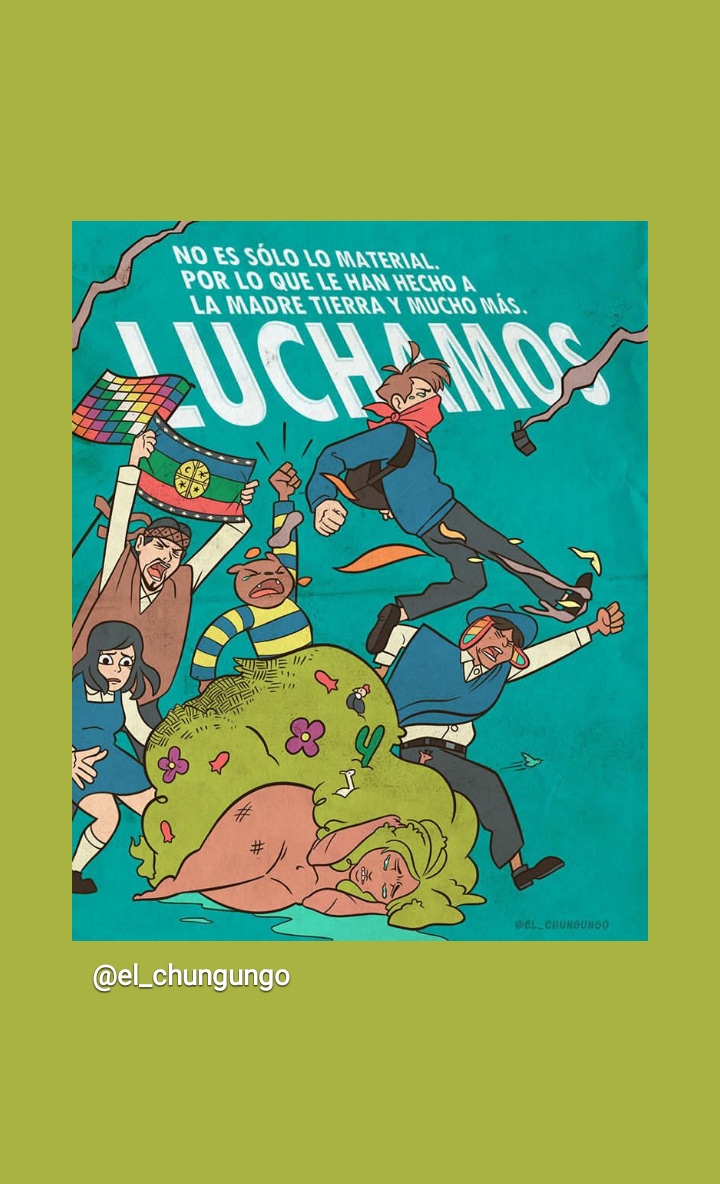 NO ES SÓLO LO MATERIAL.
POR LO QUE LE HAN HECHO A
LA MADRE TIERRA Y MUCHO MÁS.
LUCHAMOS
@EL_CHUNGUNGO
@el_chungungo